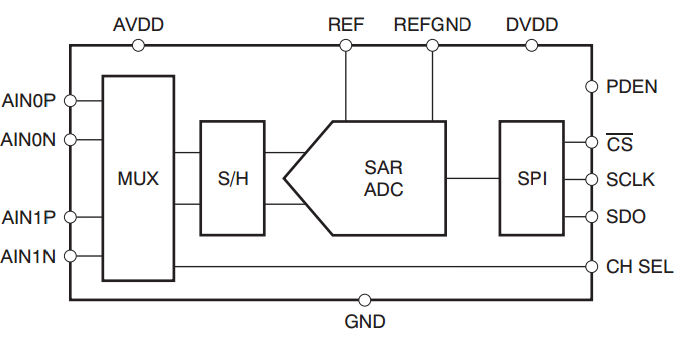 AVDD
REF
REFGND
DVDD
PDEN
AIN0P
AIN0N
CS
MUX
S/H
SAR
ADC
SPI
SCLK
AIN1P
SDO
AIN1N
CH SEL
GND